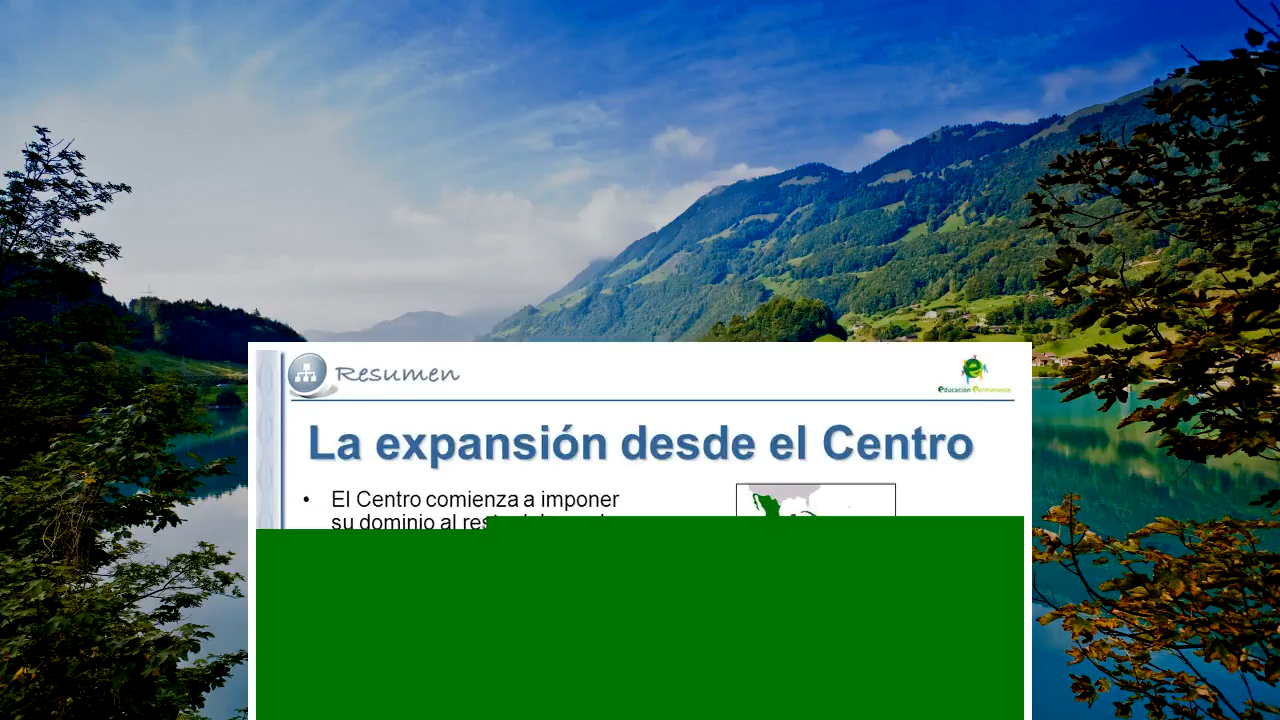 Resumen
educación permanente
La expansión desde el Centro
• El Centro comienza a imponer
su dominio al